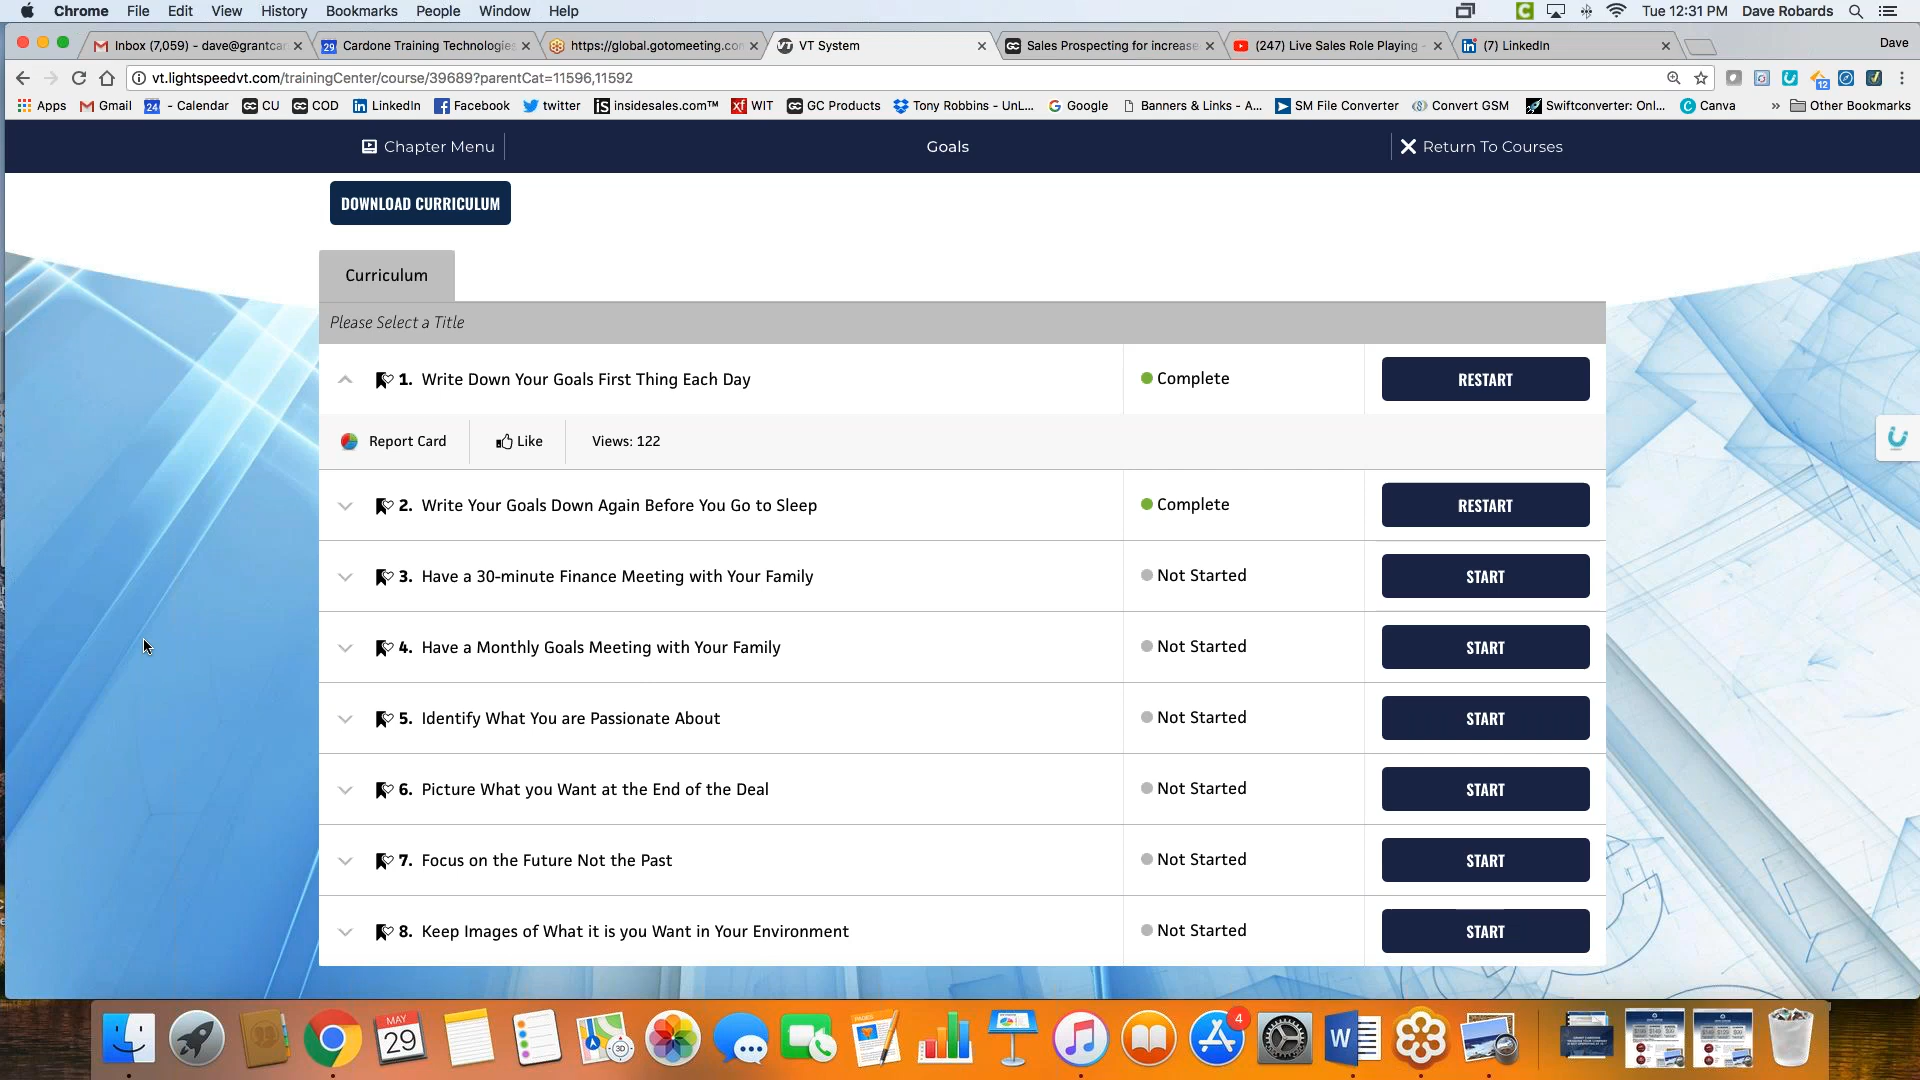 Chrome File Edit View History Bookmarks People Window Help Tue 12:31 PM Dave Robards
Inbox (7,059) - dave@grantcar Cardone Training Technologies https://global.gotomeeting.co VT System Sales Prospecting for increase (247) Live Sales Role Playing - (7) LinkedIn Dave
vt.lightspeedvt.com/trainingCenter/course/39689?parentCat=11596,11592
Apps Gmail - Calendar CU COD LinkedIn Facebook twitter insidesales.com™ WIT GC Products Tony Robbins - UnL... Google Banners & Links - A... SM File Converter Convert GSM Swiftconverter: Onl... Canva » Other Bookmarks
Chapter Menu Goals Return To Courses
DOWNLOAD CURRICULUM
Curriculum
Please Select a Title
1. Write Down Your Goals First Thing Each Day Complete RESTART
Report Card Like Views: 122
2. Write Your Goals Down Again Before You Go to Sleep Complete RESTART
3. Have a 30-minute Finance Meeting with Your Family Not Started START
4. Have a Monthly Goals Meeting with Your Family Not Started START
5. Identify What You are Passionate About Not Started START
6. Picture What you Want at the End of the Deal Not Started START
7. Focus on the Future Not the Past Not Started START
8. Keep Images of What it is you Want in Your Environment Not Started START
MAY
29
3D
PAGES
4
W